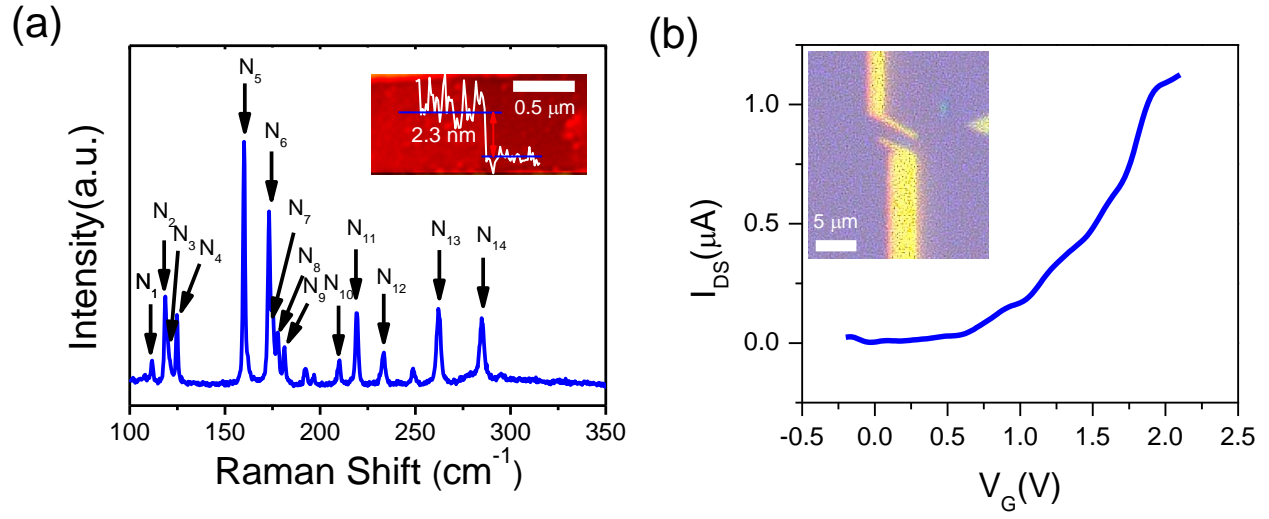 (a)
Intensity(a.u.)
N₅
N₆
N₇
N₂
N₃
N₄
N₈
N₁
N₉
N₁₀
N₁₁
N₁₂
N₁₃
N₁₄
0.5 μm
2.3 nm
100 150 200 250 300 350
Raman Shift (cm⁻¹)
(b)
I_DS(μA)
1.0
0.5
0.0
5 μm
-0.5 0.0 0.5 1.0 1.5 2.0 2.5
V_G(V)